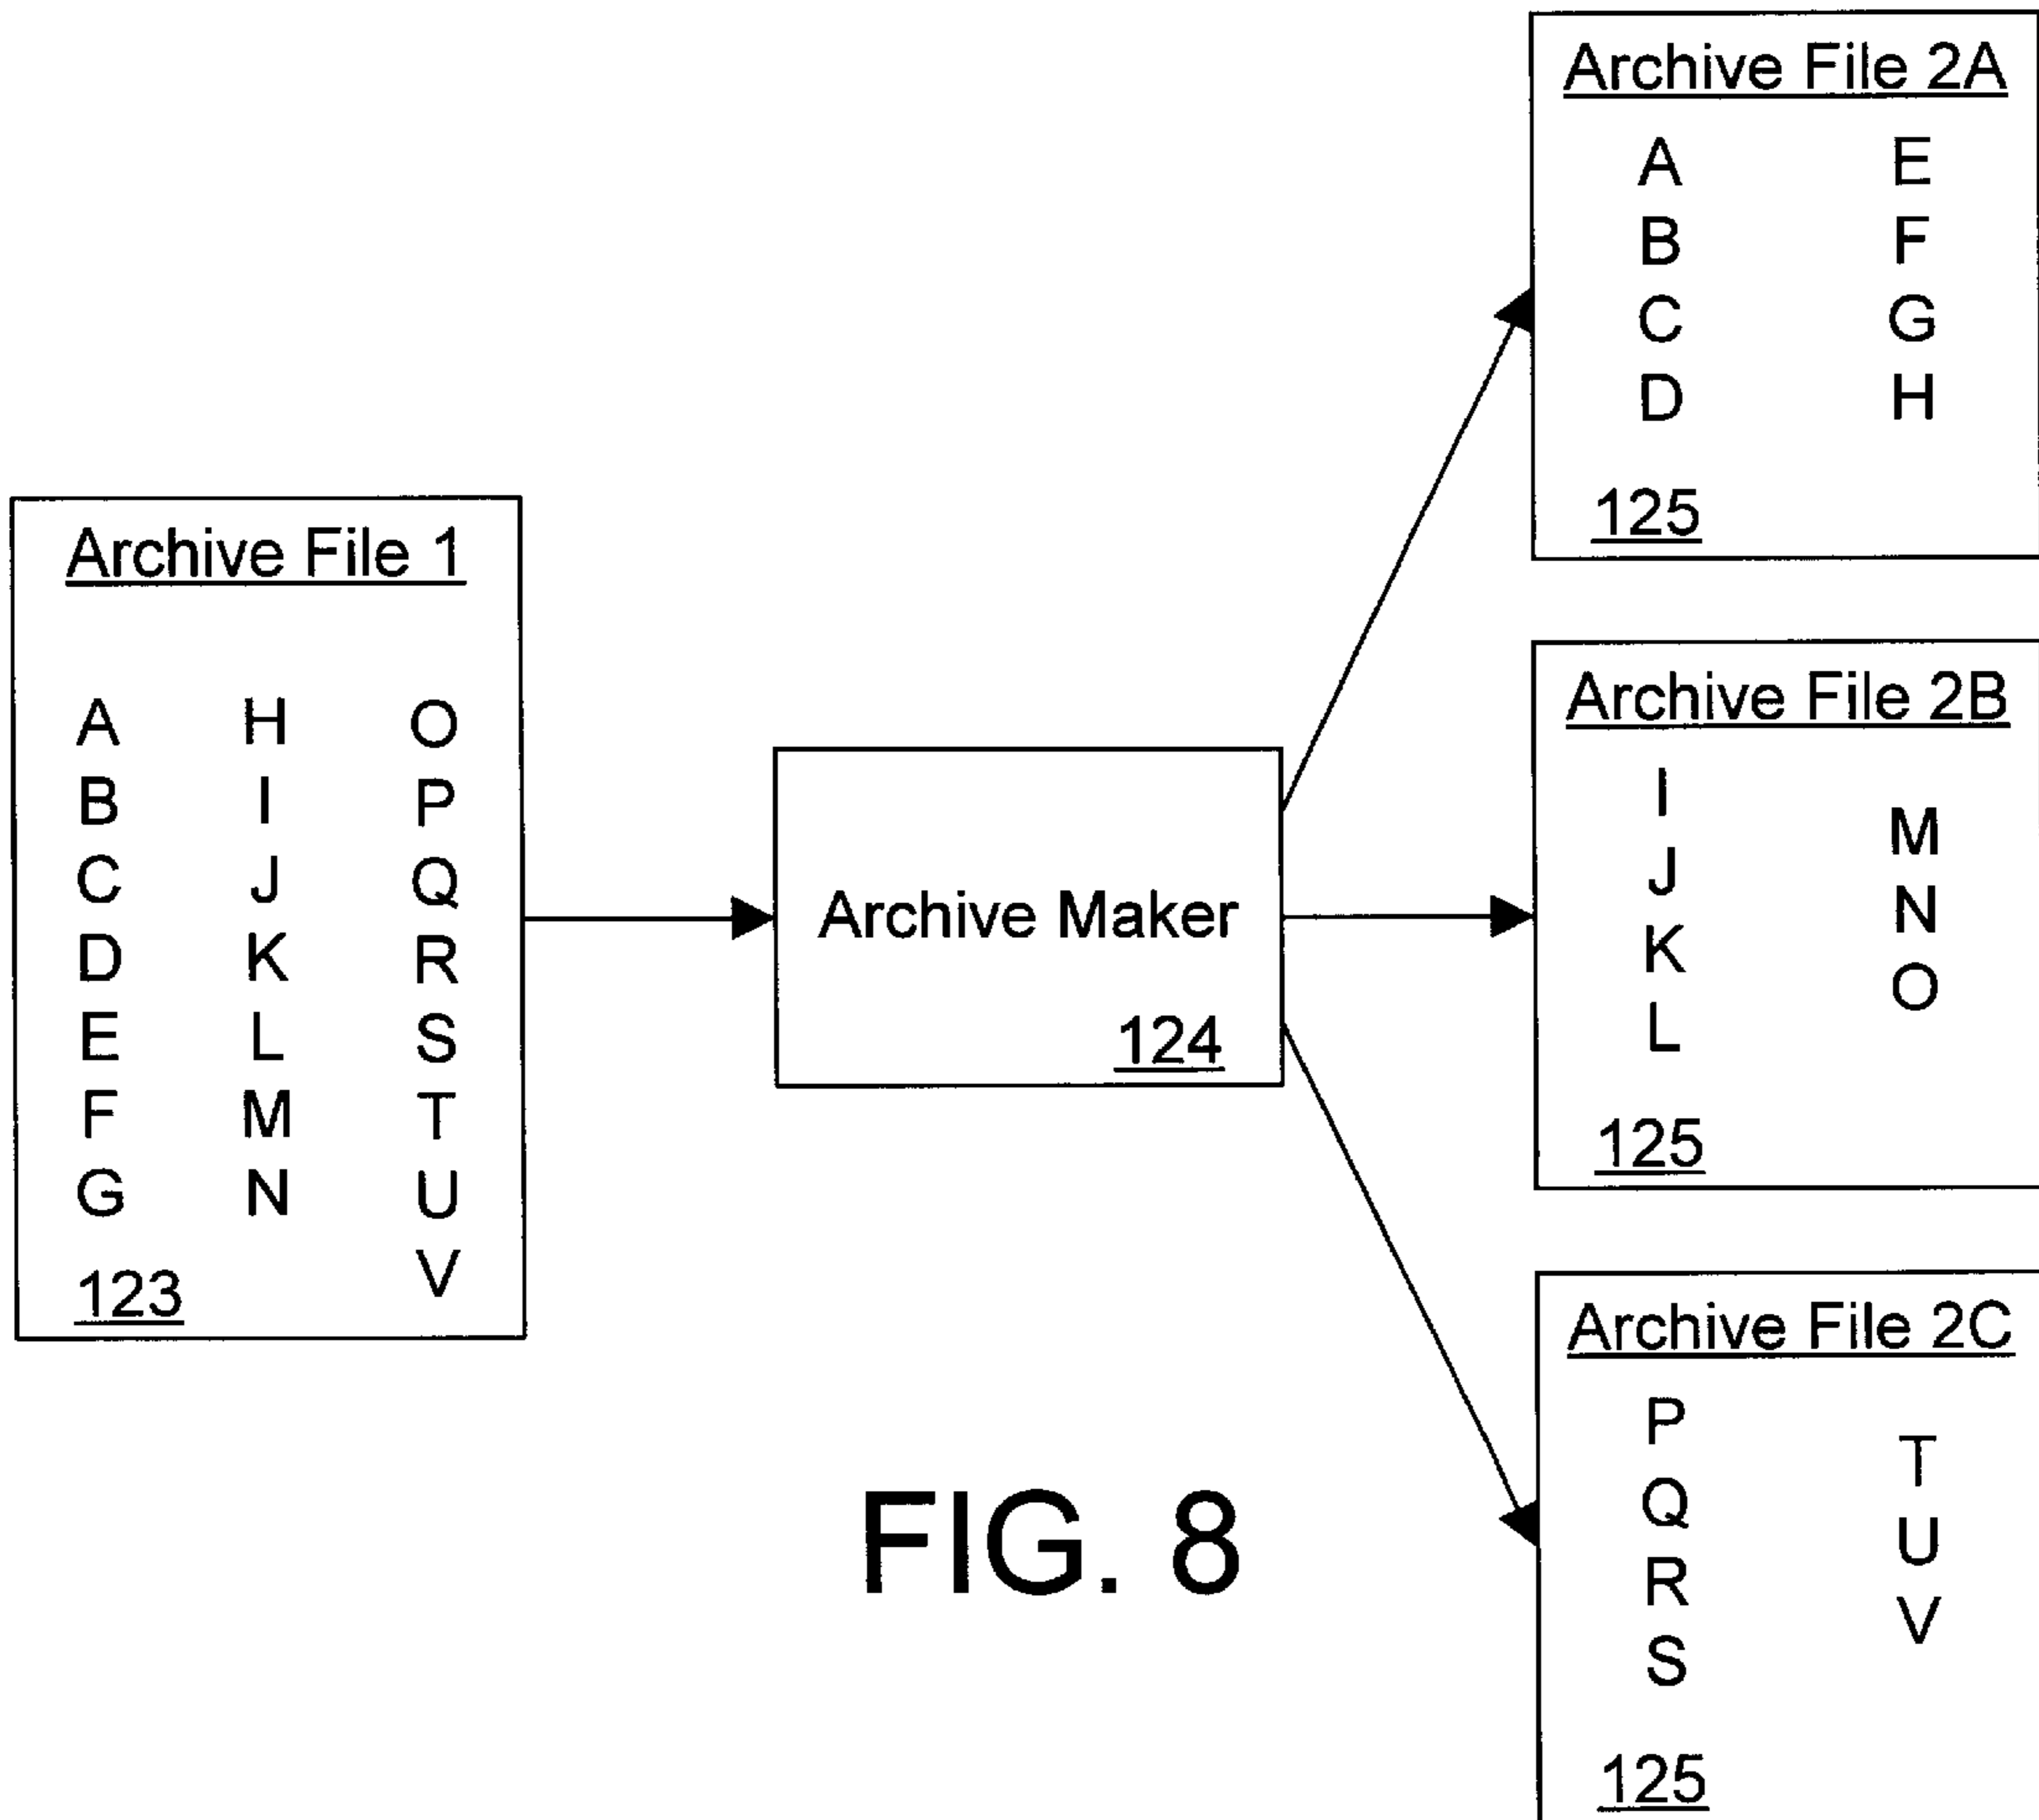 Archive File 1
A H O
B I P
C J Q
D K R
E L S
F M T
G N U
V
123
Archive Maker
124
Archive File 2A
A E
B F
C G
D H
125
Archive File 2B
I M
J N
K O
L
125
Archive File 2C
P T
Q U
R V
S
125
FIG. 8